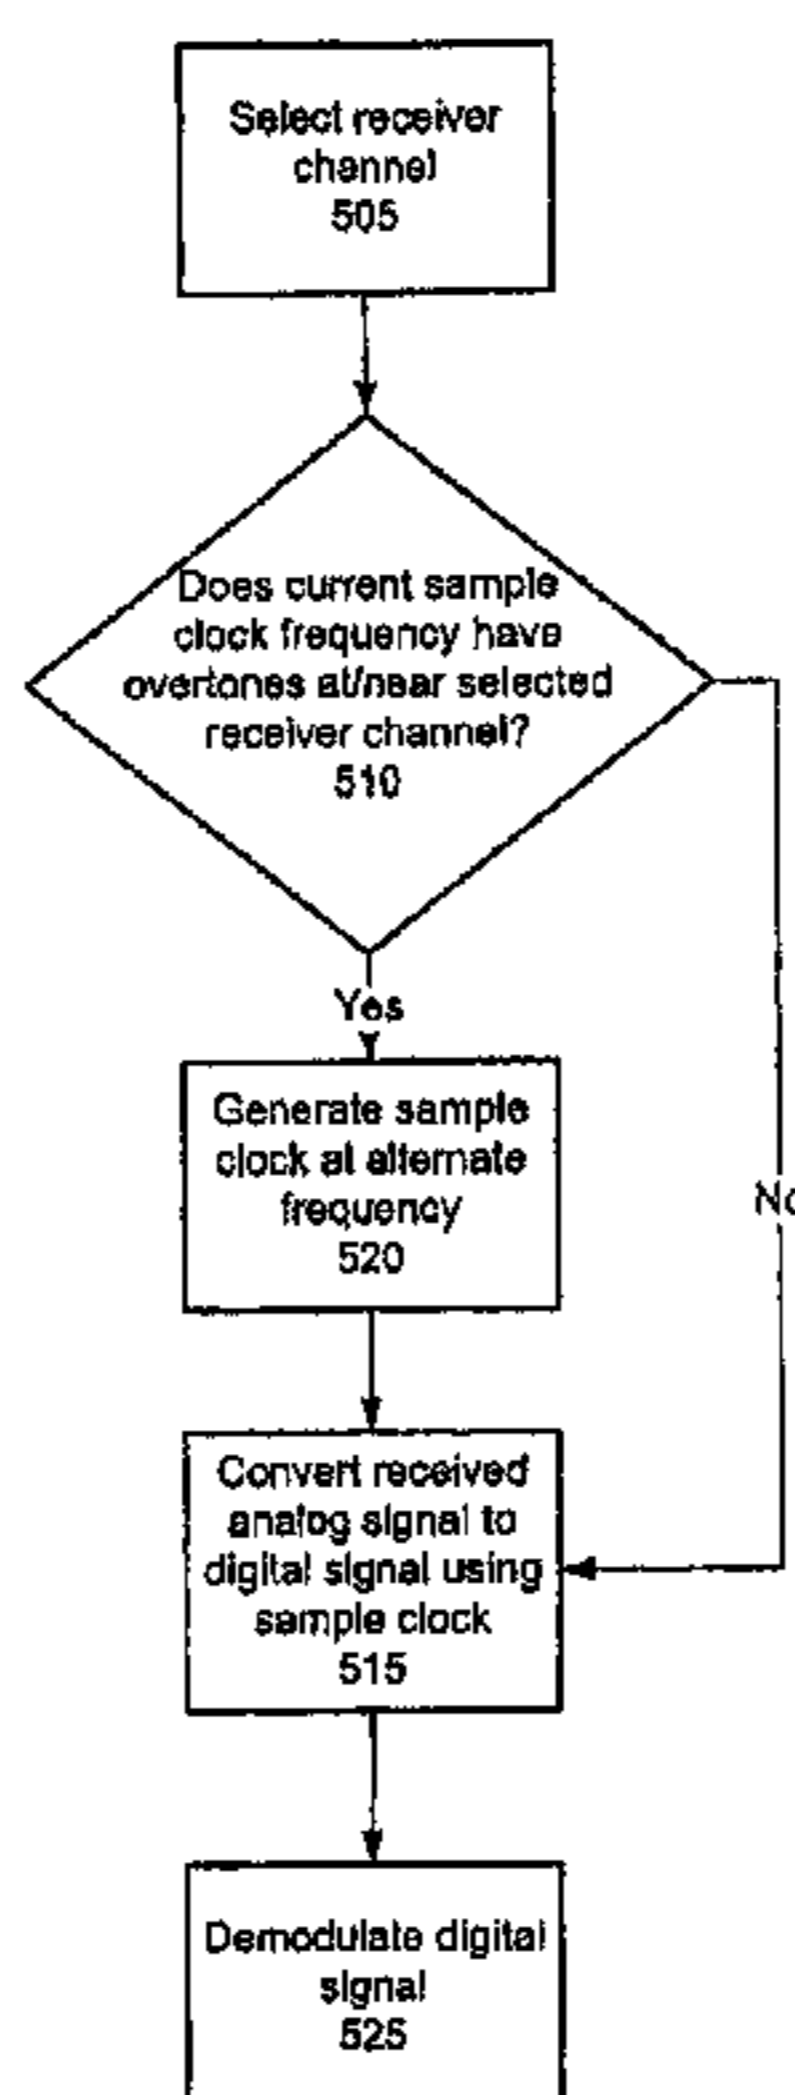 Select receiver
channel
505
Does current sample
clock frequency have
overtones at/near selected
receiver channel?
510
Yes
Generate sample
clock at alternate
frequency
520
No
Convert received
analog signal to
digital signal using
sample clock
515
Demodulate digital
signal
525